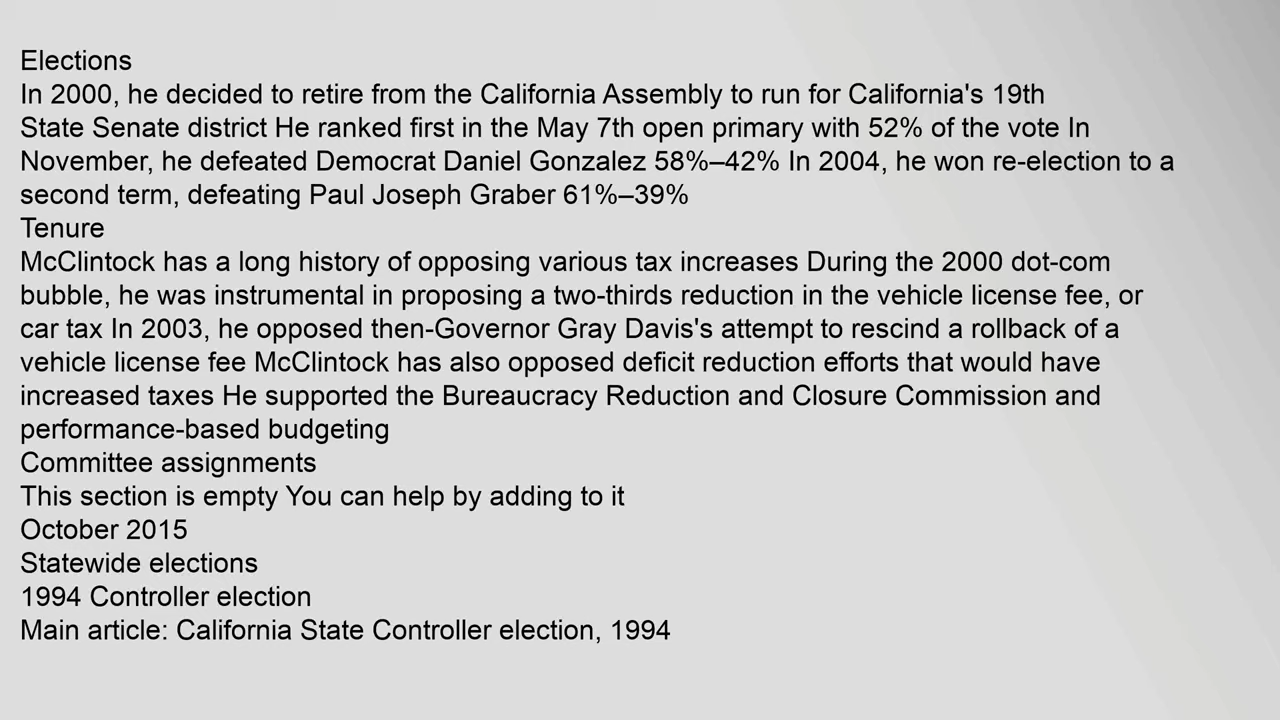 Elections
In 2000, he decided to retire from the California Assembly to run for California's 19th
State Senate district He ranked first in the May 7th open primary with 52% of the vote In
November, he defeated Democrat Daniel Gonzalez 58%–42% In 2004, he won re-election to a
second term, defeating Paul Joseph Graber 61%–39%
Tenure
McClintock has a long history of opposing various tax increases During the 2000 dot-com
bubble, he was instrumental in proposing a two-thirds reduction in the vehicle license fee, or
car tax In 2003, he opposed then-Governor Gray Davis's attempt to rescind a rollback of a
vehicle license fee McClintock has also opposed deficit reduction efforts that would have
increased taxes He supported the Bureaucracy Reduction and Closure Commission and
performance-based budgeting
Committee assignments
This section is empty You can help by adding to it
October 2015
Statewide elections
1994 Controller election
Main article: California State Controller election, 1994